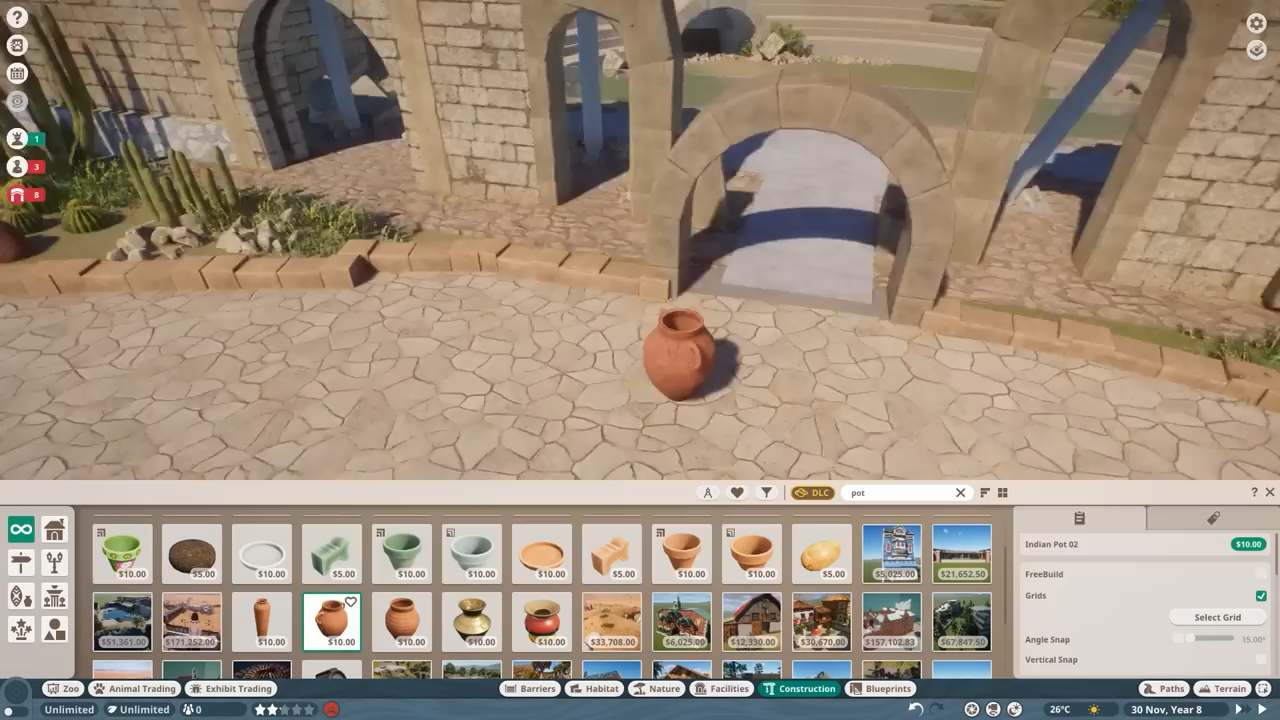 ?
1
3
8
DLC
pot
?
$10.00
$5.00
$12.50
$5.00
$10.00
$10.00
$10.00
$5.00
$10.00
$10.00
$5.00
$5,025.00
$21,652.50
$51,361.00
$171,252.00
$10.00
$10.00
$10.00
$10.00
$10.00
$33,708.00
$6,025.00
$12,330.00
$30,670.00
$157,102.83
$67,847.50
Indian Pot 02
$10.00
FreeBuild
Grids
Select Grid
Angle Snap
15.00°
Vertical Snap
Zoo
Animal Trading
Exhibit Trading
Barriers
Habitat
Nature
Facilities
Construction
Blueprints
Paths
Terrain
Unlimited
Unlimited
0
26°C
30 Nov, Year 8